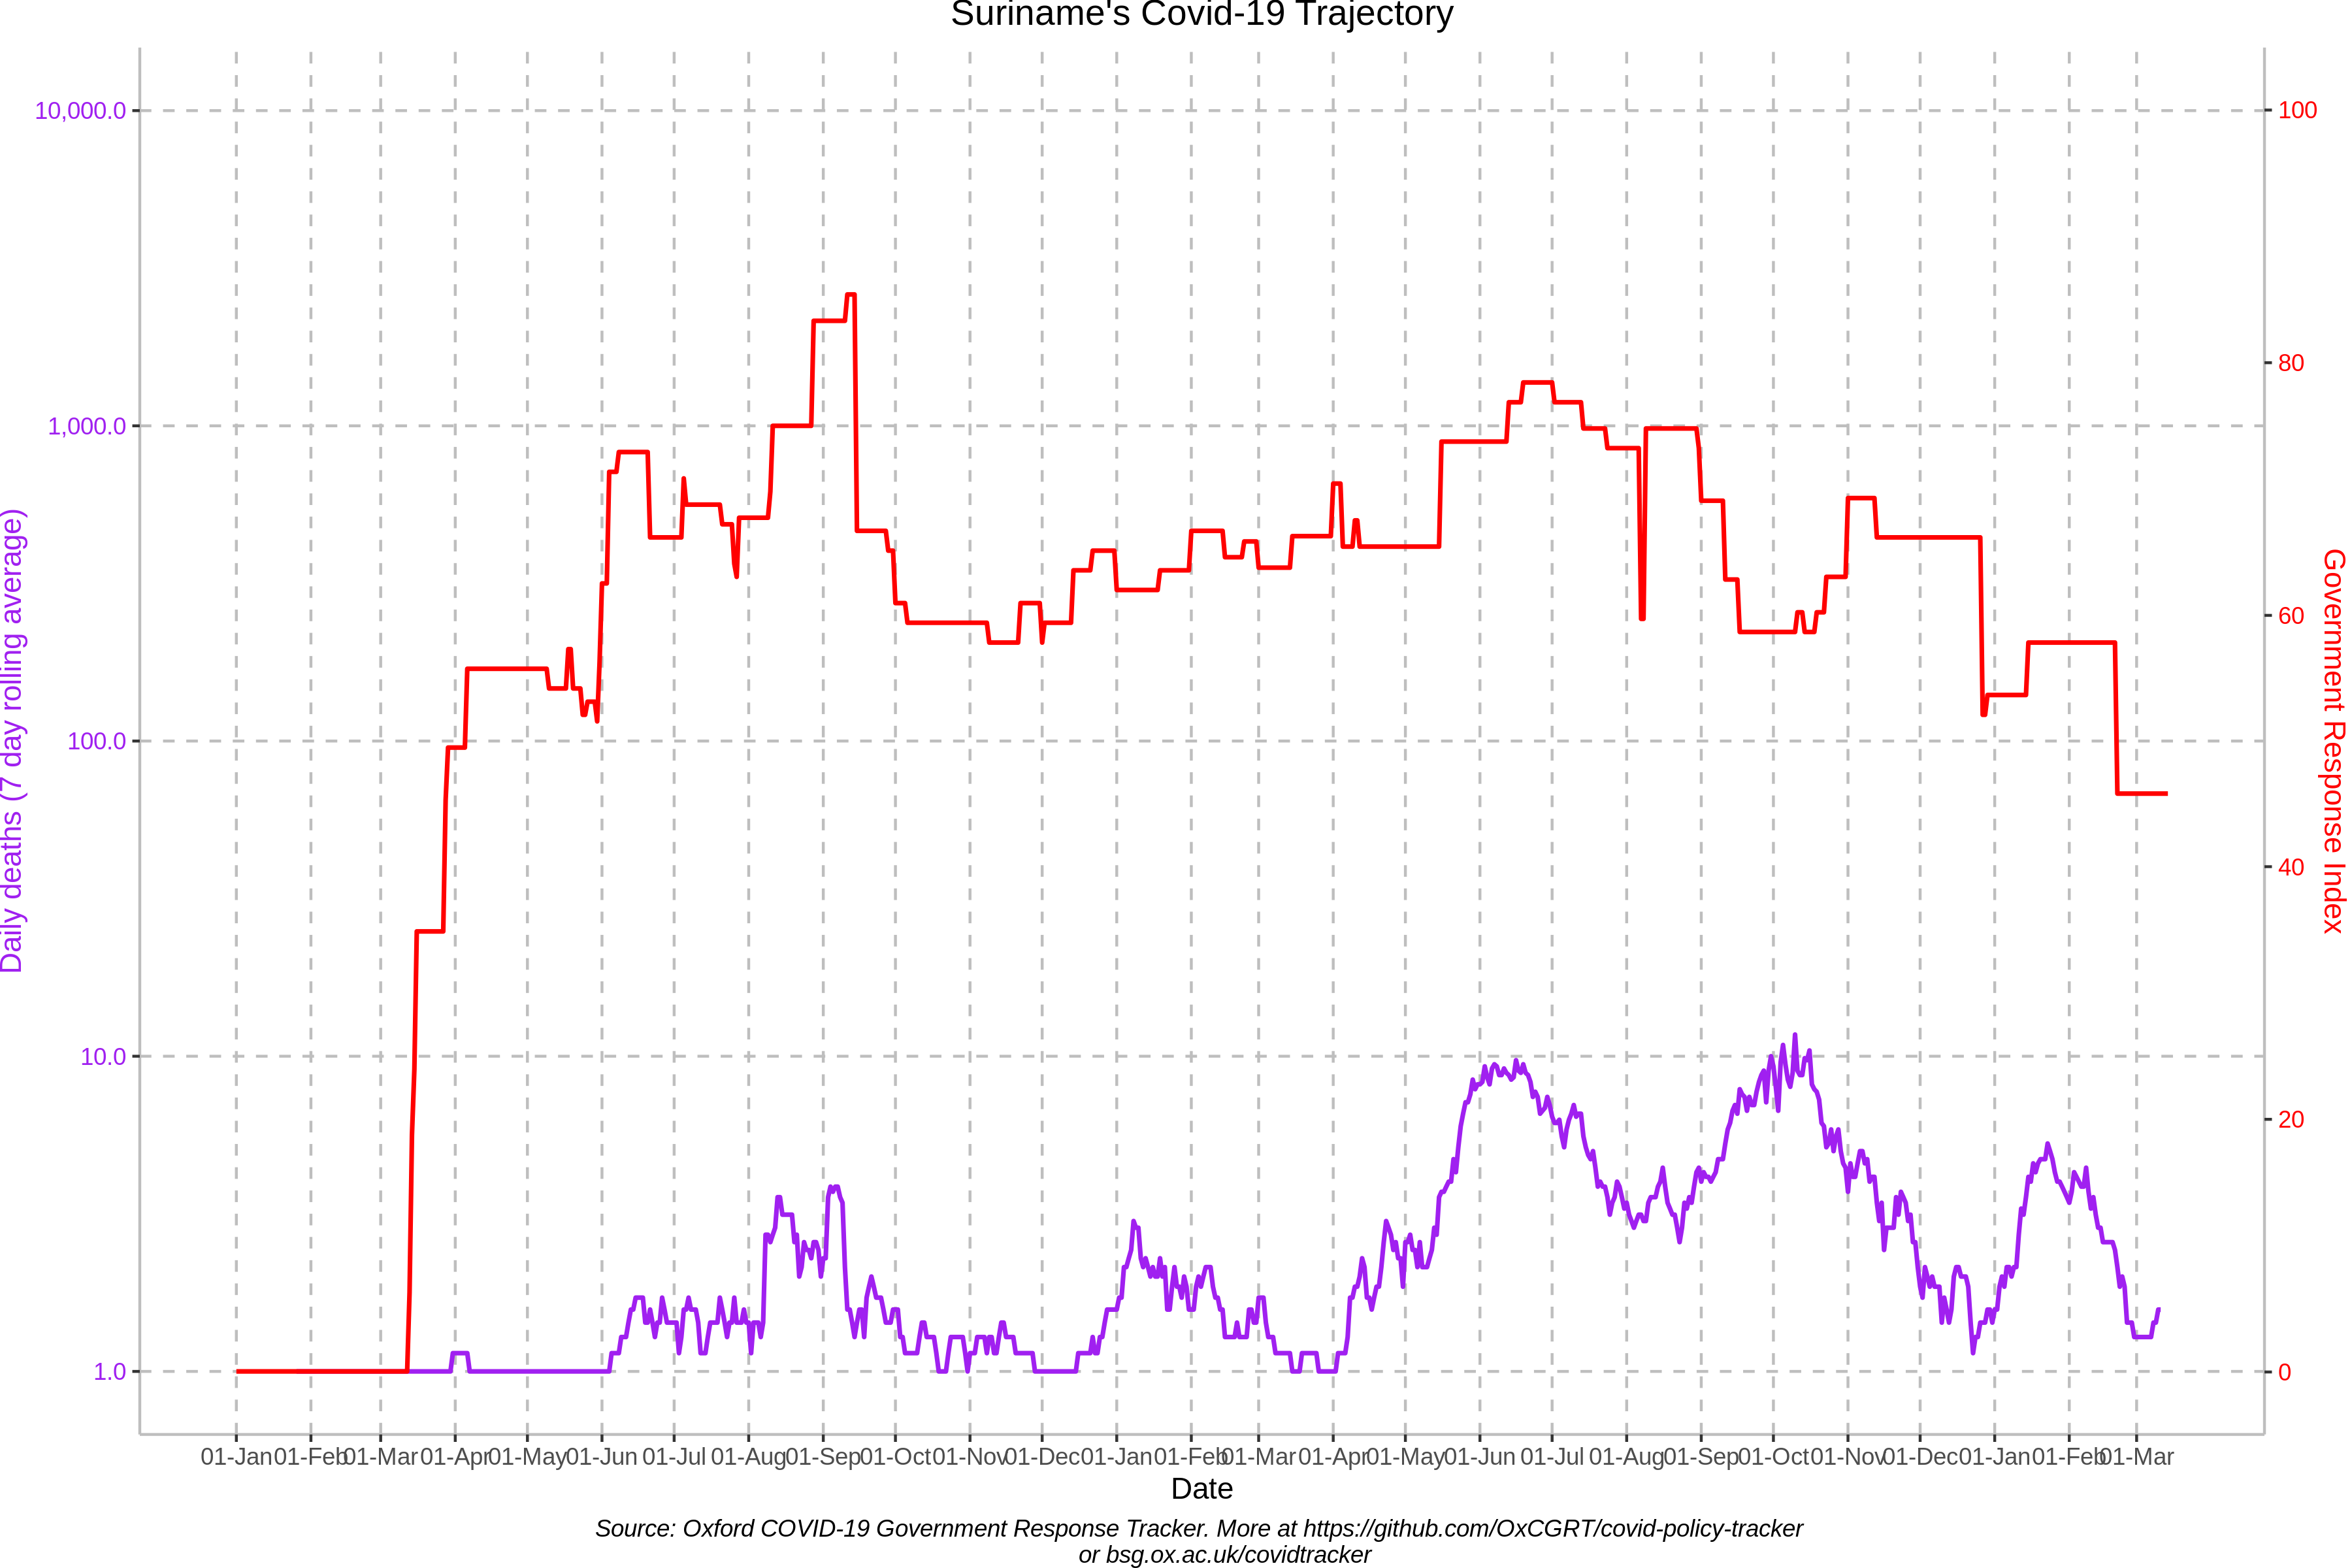 Suriname's Covid-19 Trajectory
10,000.0
1,000.0
100.0
10.0
1.0
Daily deaths (7 day rolling average)
100
80
60
40
20
0
Government Response Index
01-Jan 01-Feb 01-Mar 01-Apr 01-May 01-Jun 01-Jul 01-Aug 01-Sep 01-Oct 01-Nov 01-Dec 01-Jan 01-Feb 01-Mar 01-Apr 01-May 01-Jun 01-Jul 01-Aug 01-Sep 01-Oct 01-Nov 01-Dec 01-Jan 01-Feb 01-Mar
Date
Source: Oxford COVID-19 Government Response Tracker. More at https://github.com/OxCGRT/covid-policy-tracker
or bsg.ox.ac.uk/covidtracker